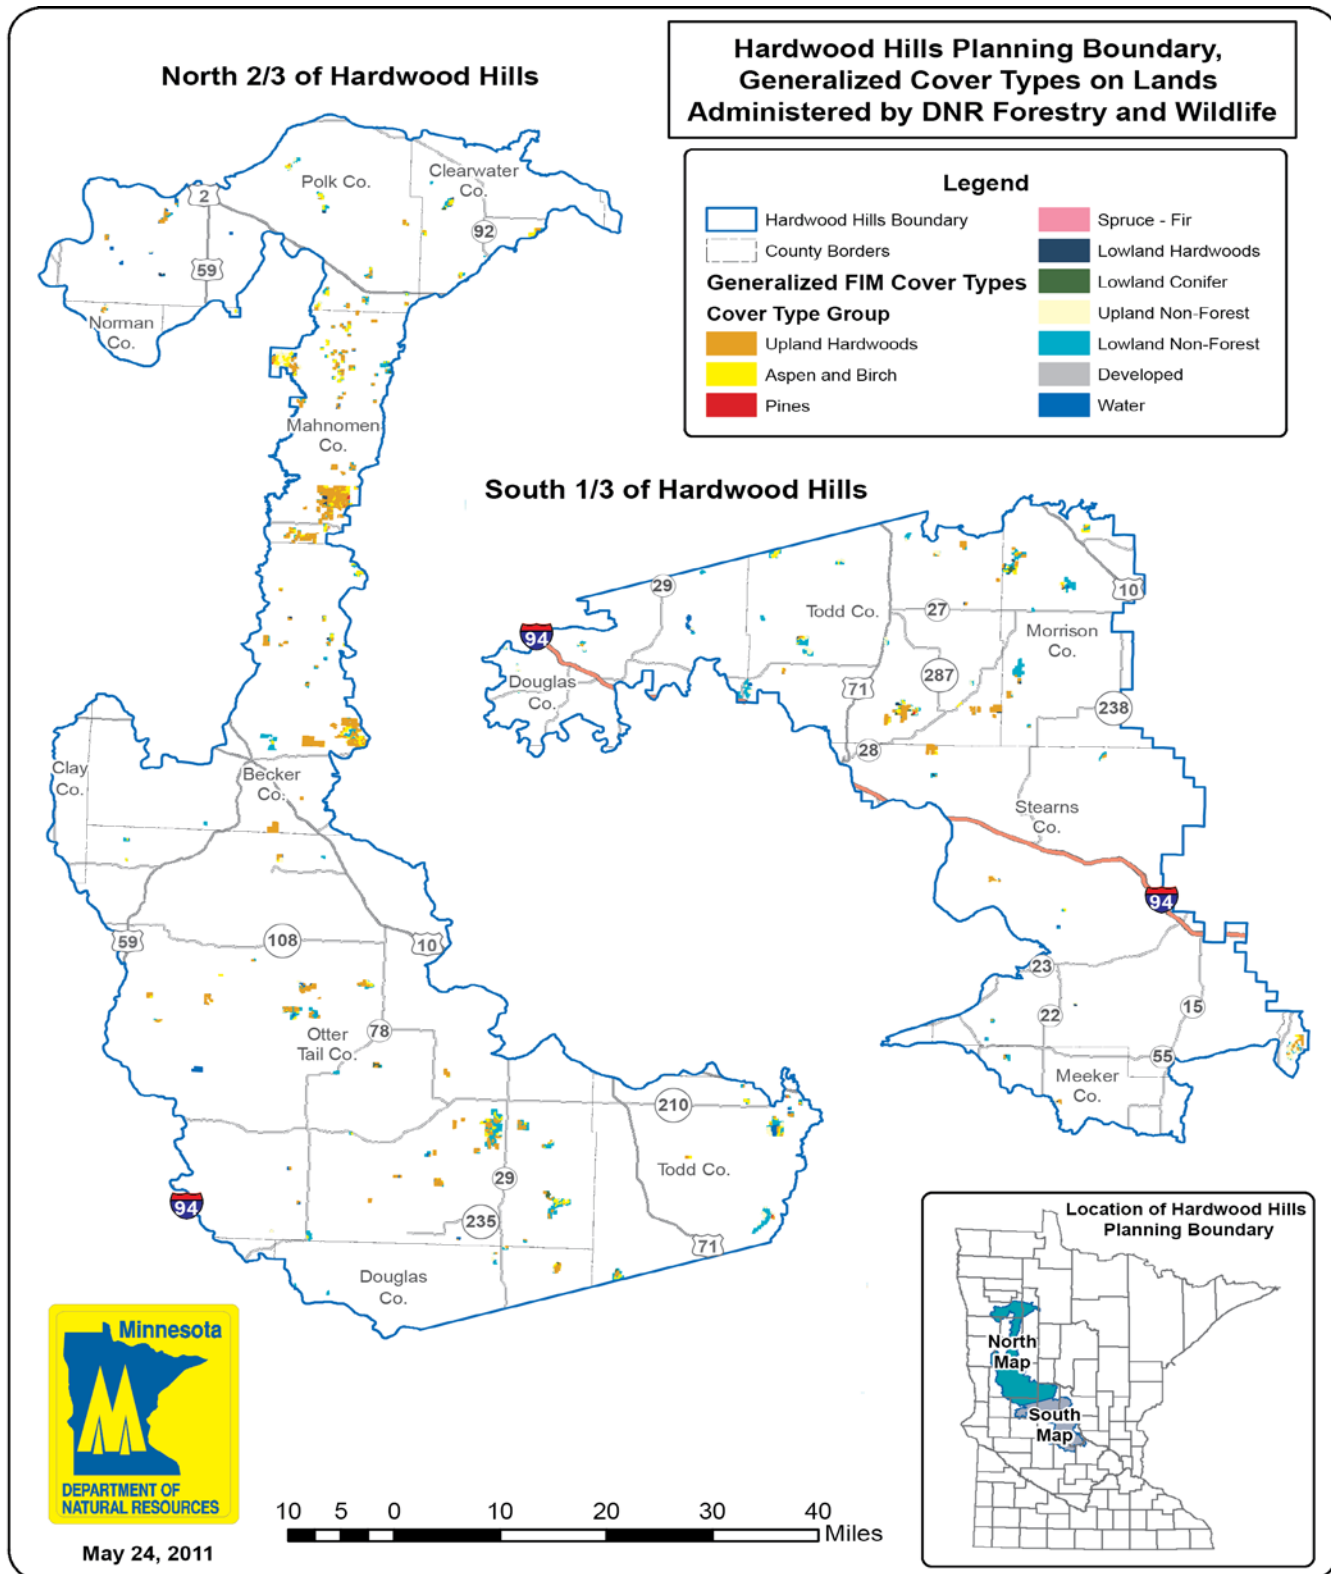 Hardwood Hills Planning Boundary,
Generalized Cover Types on Lands
Administered by DNR Forestry and Wildlife
North 2/3 of Hardwood Hills
Legend
Hardwood Hills Boundary
County Borders
Generalized FIM Cover Types
Cover Type Group
Upland Hardwoods
Aspen and Birch
Pines
Spruce - Fir
Lowland Hardwoods
Lowland Conifer
Upland Non-Forest
Lowland Non-Forest
Developed
Water
Polk Co.
Clearwater
Co.
2
92
59
Norman
Co.
Mahnomen
Co.
Clay
Co.
Becker
Co.
59
108
10
Otter
Tail Co.
78
210
Todd Co.
29
94
235
71
Douglas
Co.
South 1/3 of Hardwood Hills
29
94
Douglas
Co.
Todd Co.
27
10
Morrison
Co.
287
71
238
28
Stearns
Co.
94
23
22
15
55
Meeker
Co.
Location of Hardwood Hills
Planning Boundary
North
Map
South
Map
Minnesota
DEPARTMENT OF
NATURAL RESOURCES
May 24, 2011
10 5 0 10 20 30 40
Miles